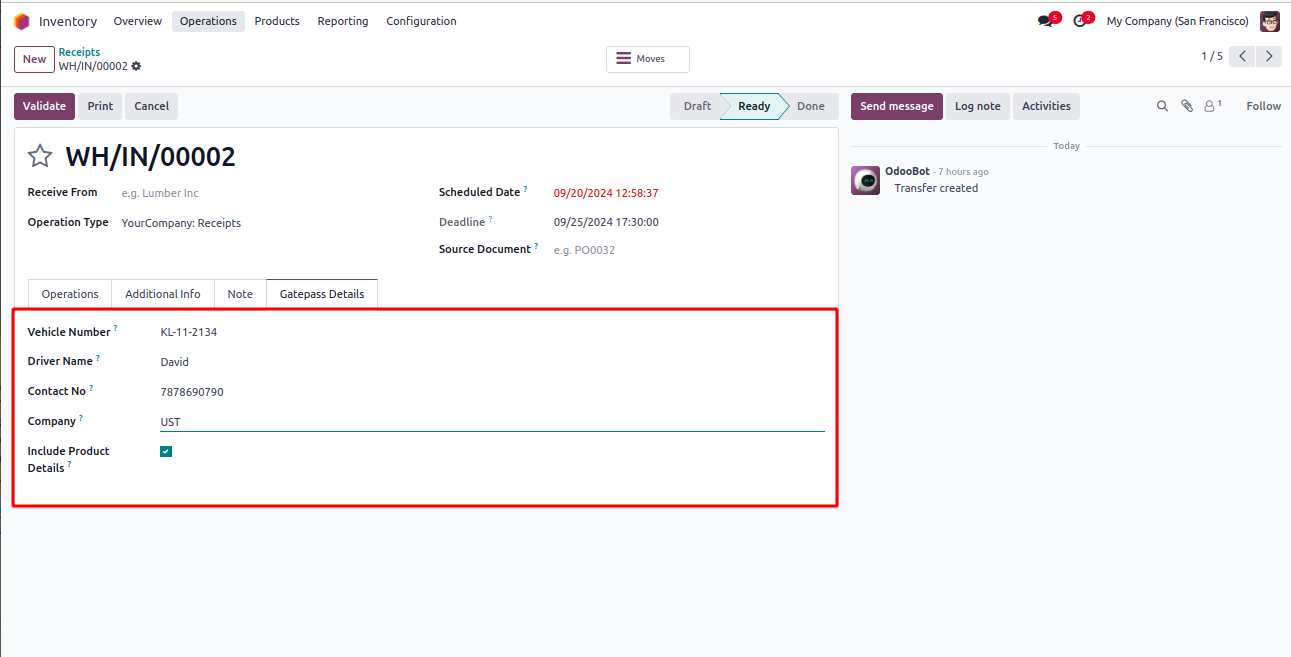 Inventory Overview Operations Products Reporting Configuration 5 2 My Company (San Francisco)
New Receipts
WH/IN/00002
Moves
1 / 5
Validate Print Cancel Draft Ready Done Send message Log note Activities 1 Follow
WH/IN/00002
Receive From e.g. Lumber Inc
Operation Type YourCompany: Receipts
Scheduled Date ? 09/20/2024 12:58:37
Deadline ? 09/25/2024 17:30:00
Source Document ? e.g. PO0032
Operations Additional Info Note Gatepass Details
Vehicle Number ? KL-11-2134
Driver Name ? David
Contact No ? 7878690790
Company ? UST
Include Product
Details ?
Today
OdooBot - 7 hours ago
Transfer created